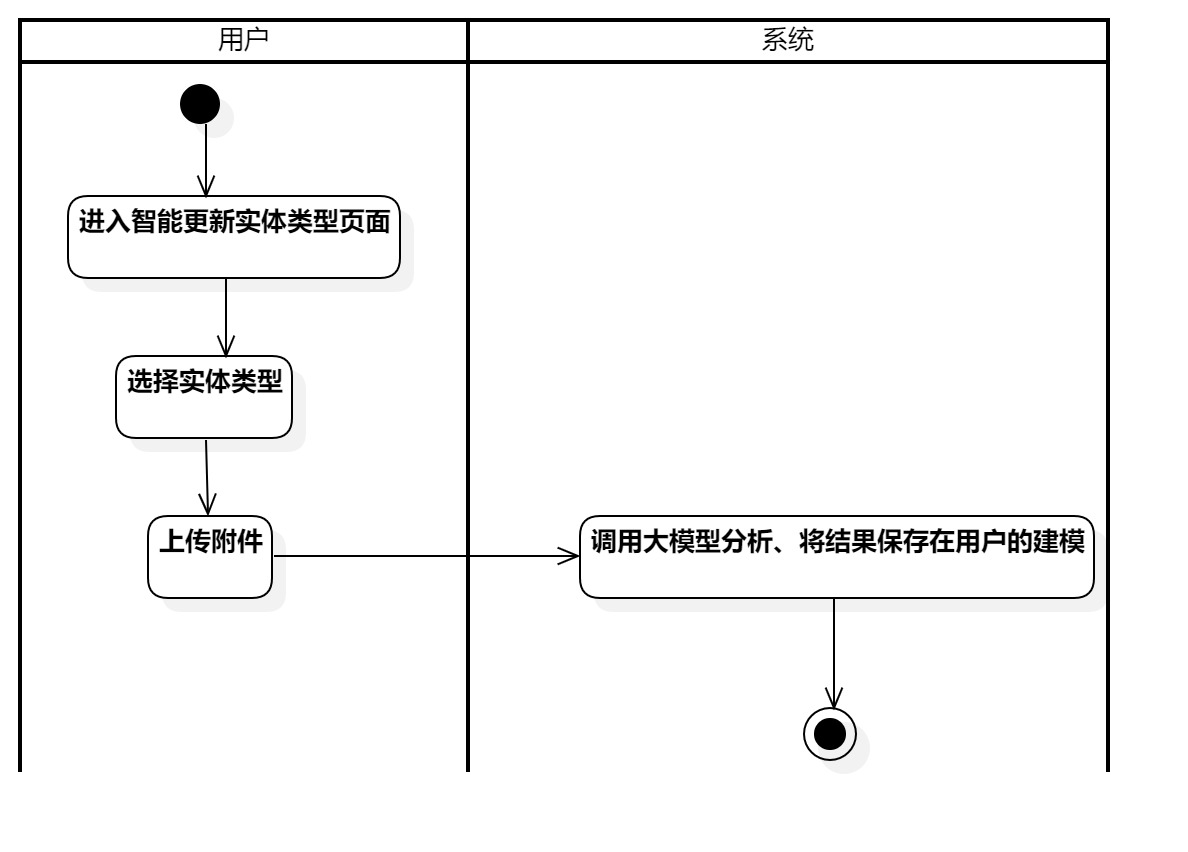 用户
系统
进入智能更新实体类型页面
选择实体类型
上传附件
调用大模型分析、将结果保存在用户的建模